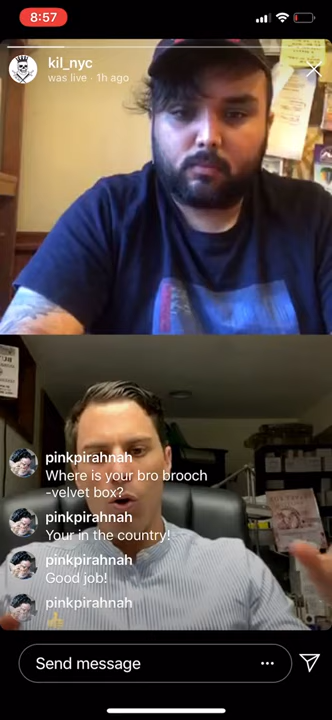 8:57
kil_nyc
was live · 1h ago
pinkpirahnah
Where is your bro brooch
-velvet box?
pinkpirahnah
Your in the country!
pinkpirahnah
Good job!
pinkpirahnah
Send message